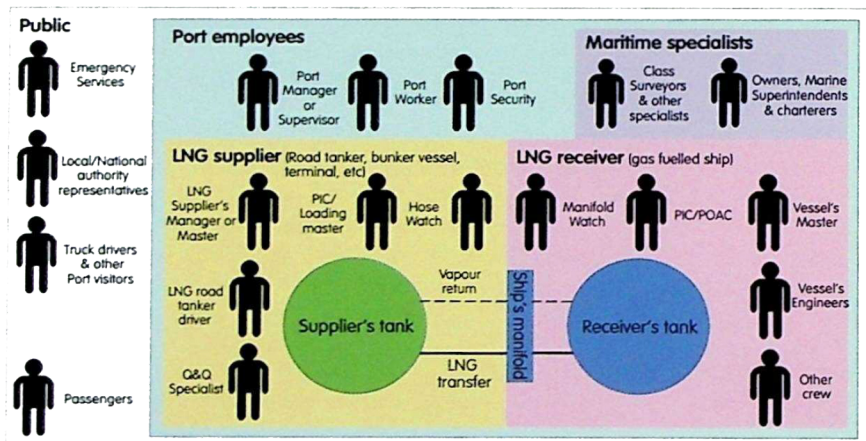 Public
Emergency
Services
Local/National
authority
representatives
Truck drivers
& other
Port visitors
Passengers
Port employees
Port
Manager
or
Supervisor
Port
Worker
Port
Security
Maritime specialists
Class
Surveyors
& other
specialists
Owners, Marine
Superintendents
& charterers
LNG supplier (Road tanker, bunker vessel,
terminal, etc)
LNG
Supplier's
Manager or
Master
PIC/
Loading
master
Hose
Watch
LNG road
tanker
driver
Q&Q
Specialist
Supplier's tank
Vapour
return
LNG
transfer
Ship's manifold
LNG receiver (gas fuelled ship)
Manifold
Watch
PIC/POAC
Vessel's
Master
Receiver's tank
Vessel's
Engineers
Other
crew